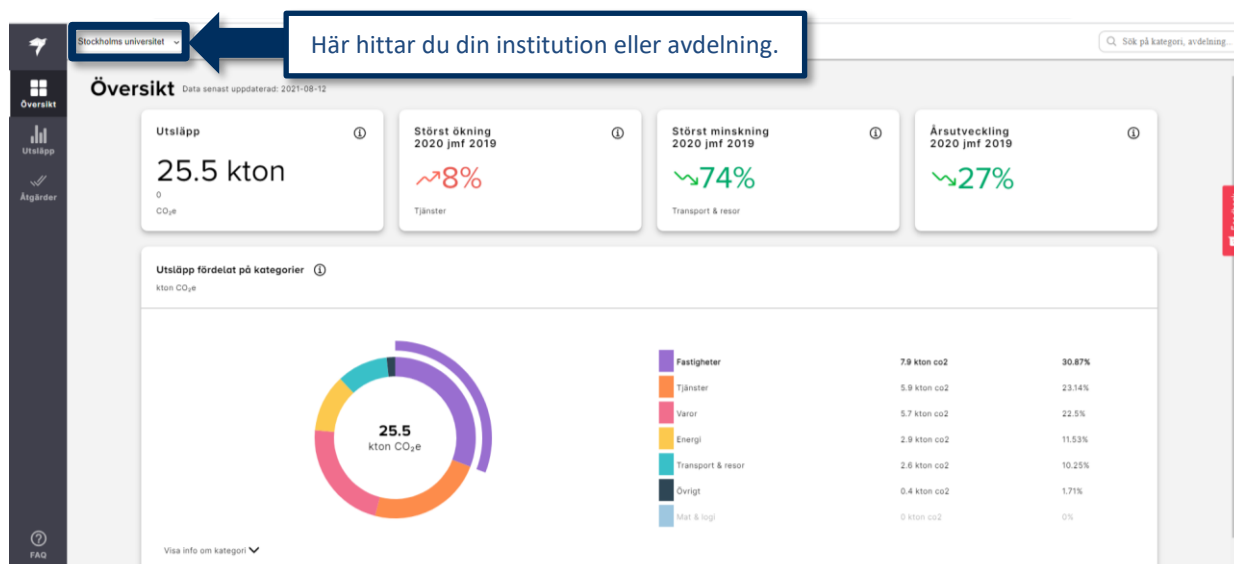 Stockholms universitet
Här hittar du din institution eller avdelning.
Sök på kategori, avdelning...
Översikt
Utsläpp
Åtgärder
FAQ
Översikt Data senast uppdaterad: 2021-08-12
Utsläpp
25.5 kton
0
CO₂e
Störst ökning
2020 jmf 2019
8%
Tjänster
Störst minskning
2020 jmf 2019
74%
Transport & resor
Årsutveckling
2020 jmf 2019
27%
Utsläpp fördelat på kategorier
kton CO₂e
25.5
kton CO₂e
Fastigheter 7.9 kton co2 30.87%
Tjänster 5.9 kton co2 23.14%
Varor 5.7 kton co2 22.5%
Energi 2.9 kton co2 11.53%
Transport & resor 2.6 kton co2 10.25%
Övrigt 0.4 kton co2 1.71%
Mat & logi 0 kton co2 0%
Visa info om kategori